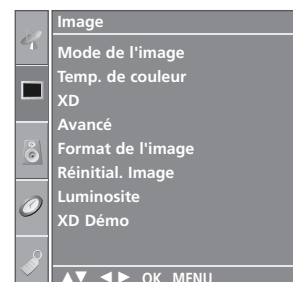 Image
Mode de l'image
Temp. de couleur
XD
Avancé
Format de l'image
Réinitial. Image
Luminosite
XD Démo
▲▼ ◄► OK MENU